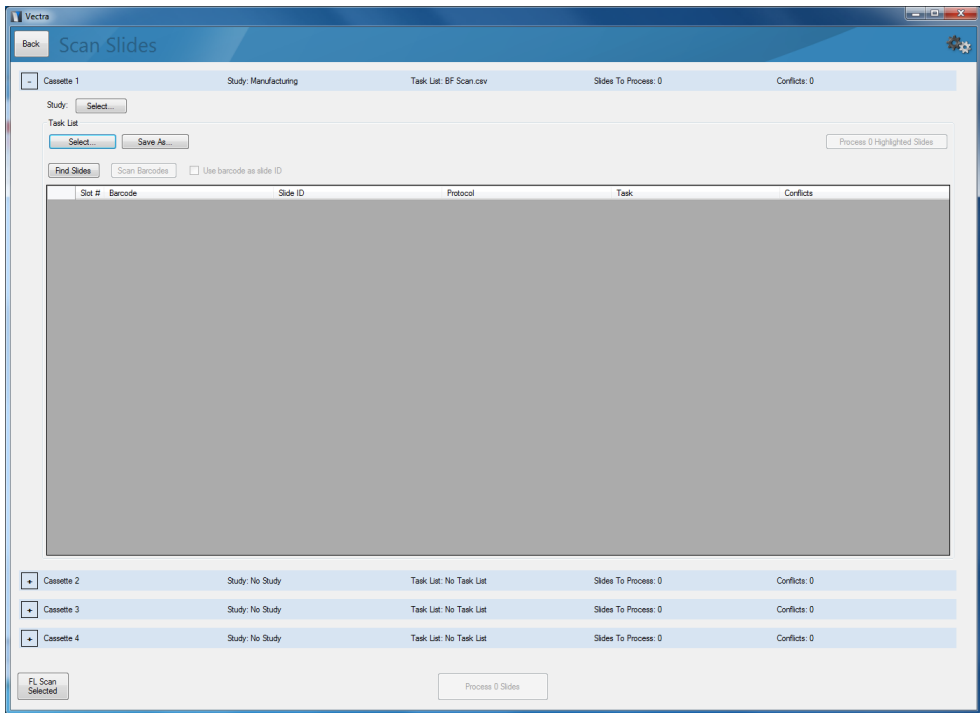 Vectra
Back Scan Slides
- Cassette 1 Study: Manufacturing Task List: BF Scan.csv Slides To Process: 0 Conflicts: 0
Study: Select...
Task List
Select... Save As... Process 0 Highlighted Slides
Find Slides Scan Barcodes Use barcode as slide ID
Slot # Barcode Slide ID Protocol Task Conflicts
+ Cassette 2 Study: No Study Task List: No Task List Slides To Process: 0 Conflicts: 0
+ Cassette 3 Study: No Study Task List: No Task List Slides To Process: 0 Conflicts: 0
+ Cassette 4 Study: No Study Task List: No Task List Slides To Process: 0 Conflicts: 0
FL Scan
Selected
Process 0 Slides